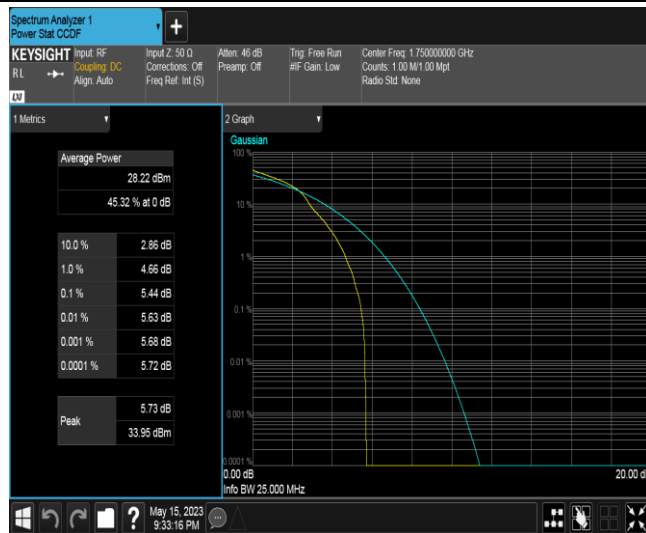 Spectrum Analyzer 1
Power Stat CCDF
KEYSIGHT
RL
Input: RF
Coupling: DC
Align: Auto
Input Z: 50 Ω
Corrections: Off
Freq Ref: Int (S)
Atten: 46 dB
Preamp: Off
Trig: Free Run
#IF Gain: Low
Center Freq: 1.750000000 GHz
Counts: 1.00 M/1.00 Mpt
Radio Std: None
1 Metrics
Average Power
28.22 dBm
45.32 % at 0 dB
10.0 % 2.86 dB
1.0 % 4.66 dB
0.1 % 5.44 dB
0.01 % 5.63 dB
0.001 % 5.68 dB
0.0001 % 5.72 dB
Peak
5.73 dB
33.95 dBm
2 Graph
Gaussian
100 %
10 %
1 %
0.1 %
0.01 %
0.001 %
0.0001 %
0.00 dB
20.00 d
Info BW 25.000 MHz
?
May 15, 2023
9:33:16 PM